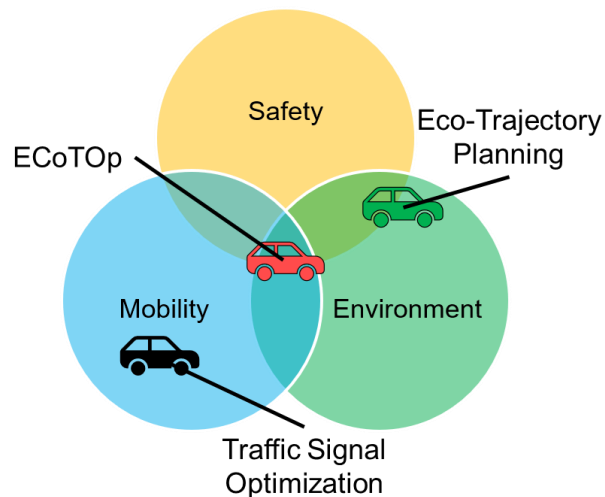 Safety
Eco-Trajectory
Planning
ECoTOp
Mobility
Environment
Traffic Signal
Optimization